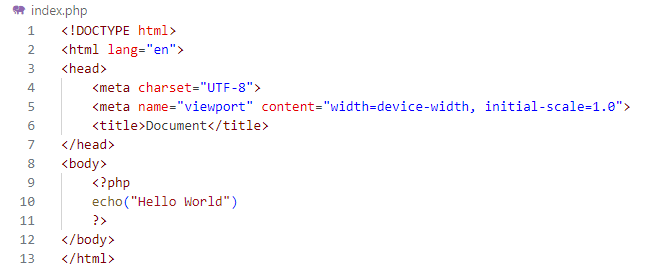 index.php
1 <!DOCTYPE html>
2 <html lang="en">
3 <head>
4     <meta charset="UTF-8">
5     <meta name="viewport" content="width=device-width, initial-scale=1.0">
6     <title>Document</title>
7 </head>
8 <body>
9     <?php
10     echo("Hello World")
11     ?>
12 </body>
13 </html>